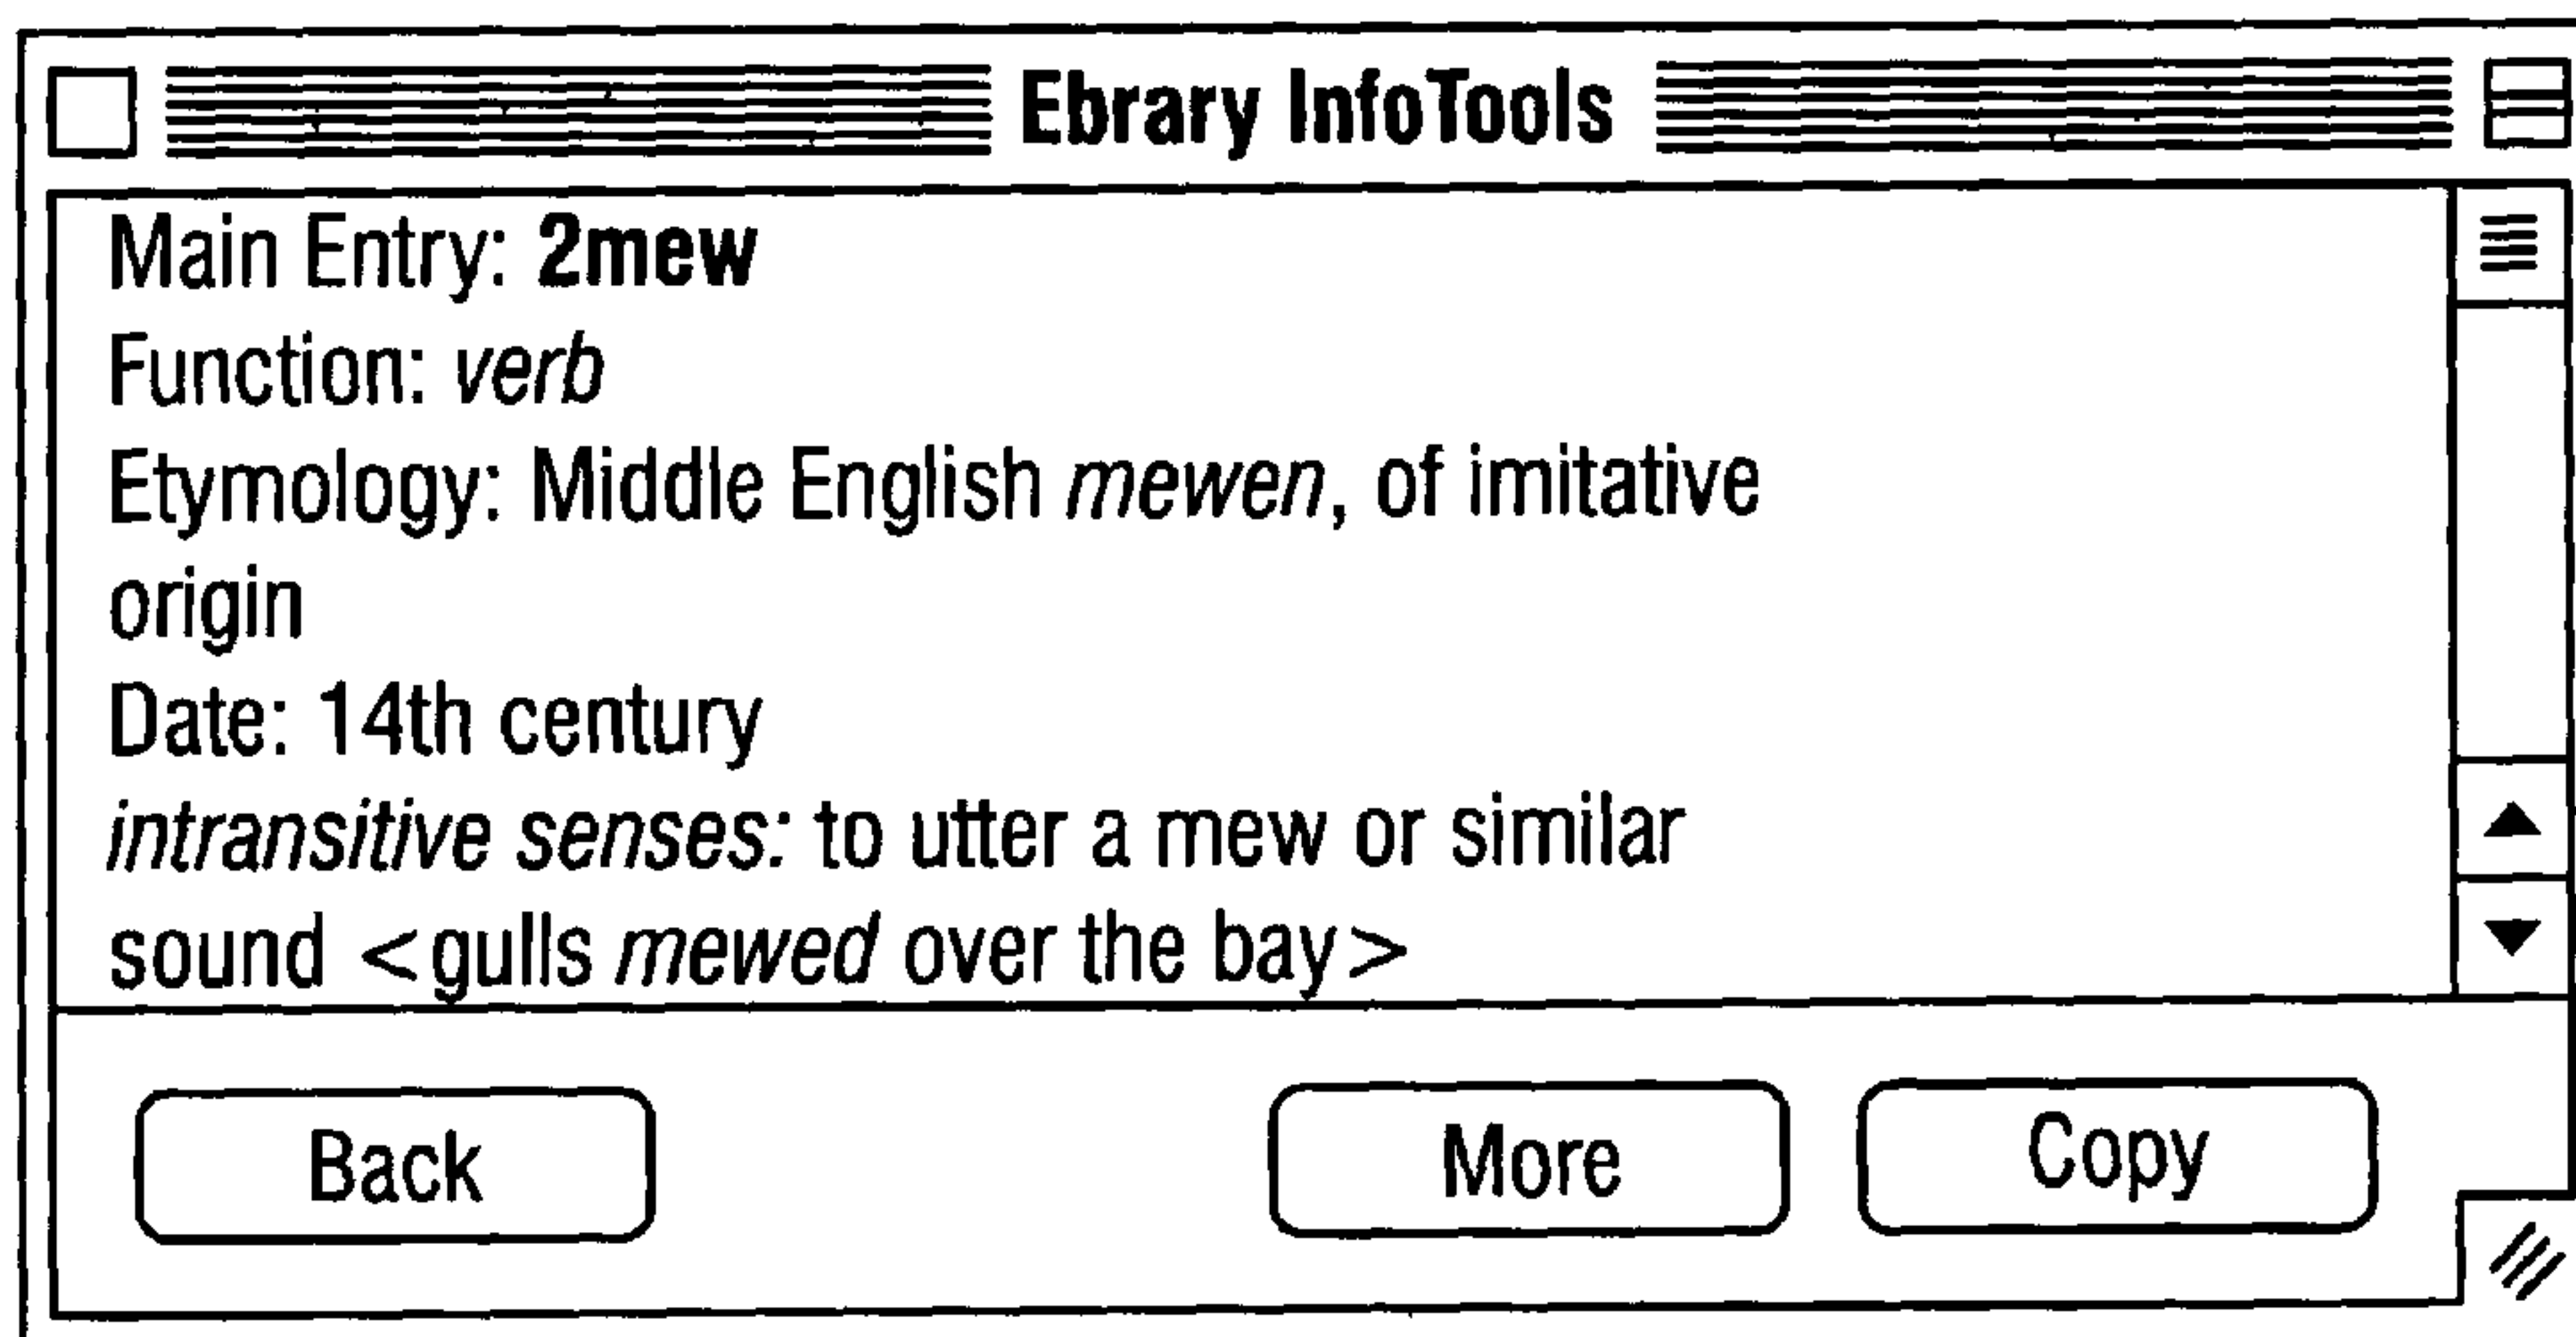 Ebrary InfoTools
Main Entry: 2mew
Function: verb
Etymology: Middle English mewen, of imitative
origin
Date: 14th century
intransitive senses: to utter a mew or similar
sound <gulls mewed over the bay>
Back More Copy